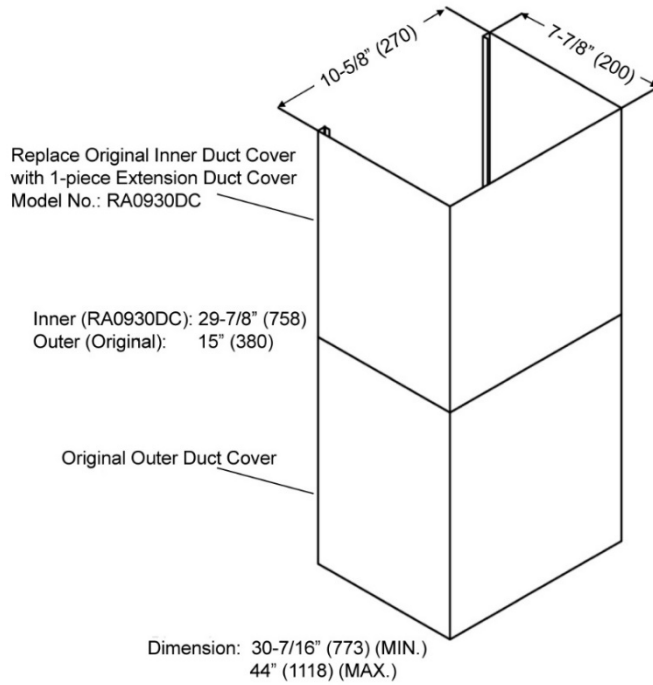 10-5/8” (270)
7-7/8” (200)
Replace Original Inner Duct Cover
with 1-piece Extension Duct Cover
Model No.: RA0930DC
Inner (RA0930DC): 29-7/8” (758)
Outer (Original): 15” (380)
Original Outer Duct Cover
Dimension: 30-7/16” (773) (MIN.)
44” (1118) (MAX.)